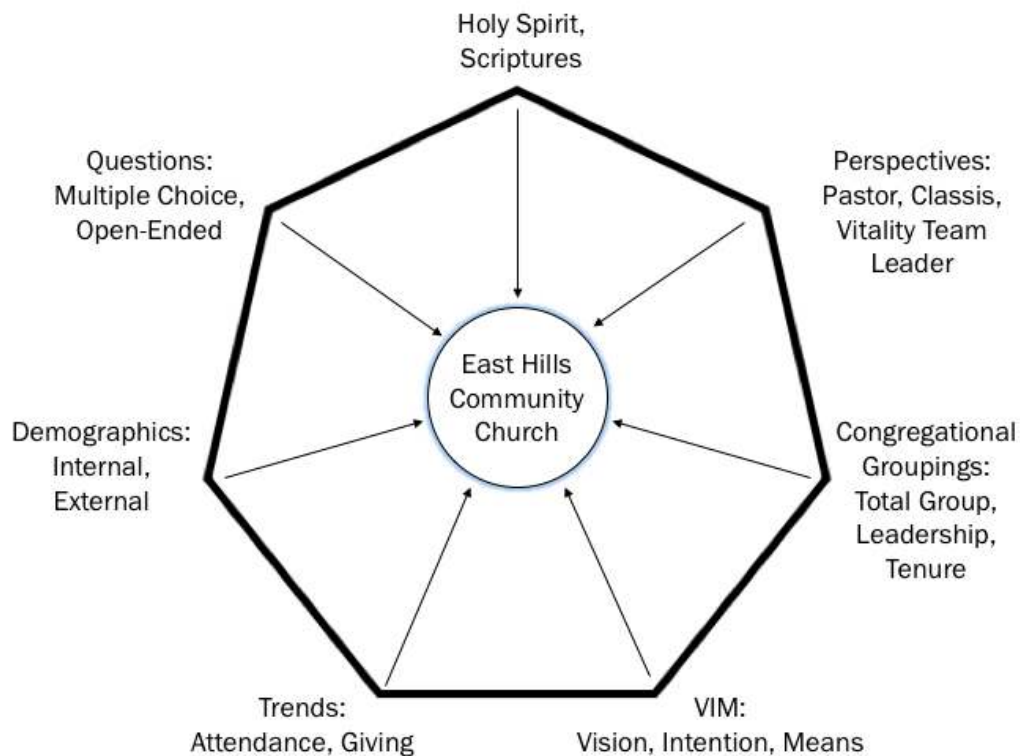 Holy Spirit,
Scriptures
Questions:
Multiple Choice,
Open-Ended
Perspectives:
Pastor, Classis,
Vitality Team
Leader
East Hills
Community
Church
Demographics:
Internal,
External
Congregational
Groupings:
Total Group,
Leadership,
Tenure
Trends:
Attendance, Giving
VIM:
Vision, Intention, Means